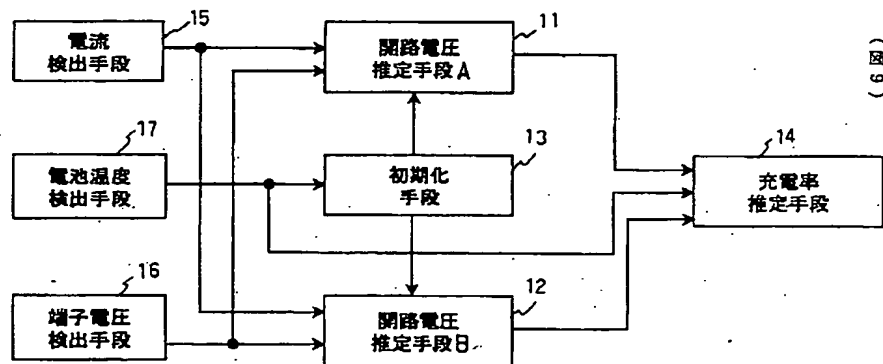 15
電流
検出手段
11
開路電圧
推定手段A
(図9)
17
電池温度
検出手段
13
初期化
手段
14
充電率
推定手段
16
端子電圧
検出手段
12
開路電圧
推定手段B